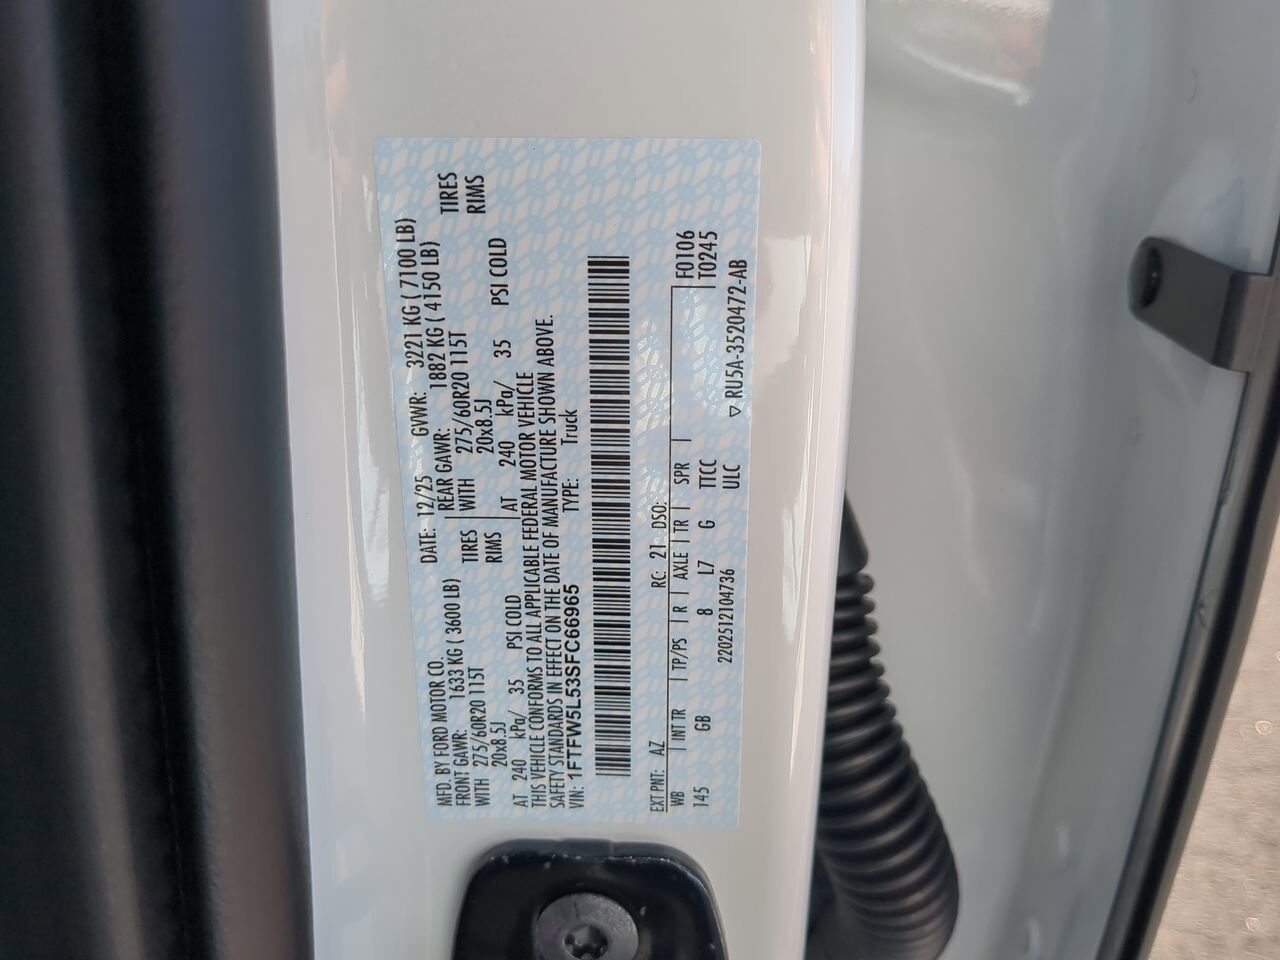 MFD. BY FORD MOTOR CO.
DATE: 12/25 GVWR: 3221 KG ( 7100 LB)
FRONT GAWR: 1633 KG ( 3600 LB)
REAR GAWR: 1882 KG ( 4150 LB)
WITH 275/60R20 115T TIRES
WITH 275/60R20 115T TIRES
20x8.5J RIMS
20x8.5J RIMS
AT 240 kPa/ 35 PSI COLD
AT 240 kPa/ 35 PSI COLD
THIS VEHICLE CONFORMS TO ALL APPLICABLE FEDERAL MOTOR VEHICLE
SAFETY STANDARDS IN EFFECT ON THE DATE OF MANUFACTURE SHOWN ABOVE.
VIN: 1FTFW5L53SFC66965 TYPE: Truck
EXT PNT: AZ RC: 21 DSO:
WB INT TR TP/PS R AXLE TR SPR F0106
145 GB 8 L7 G TTCC T0245
2202512104736 ULC
▽ RU5A-3520472-AB